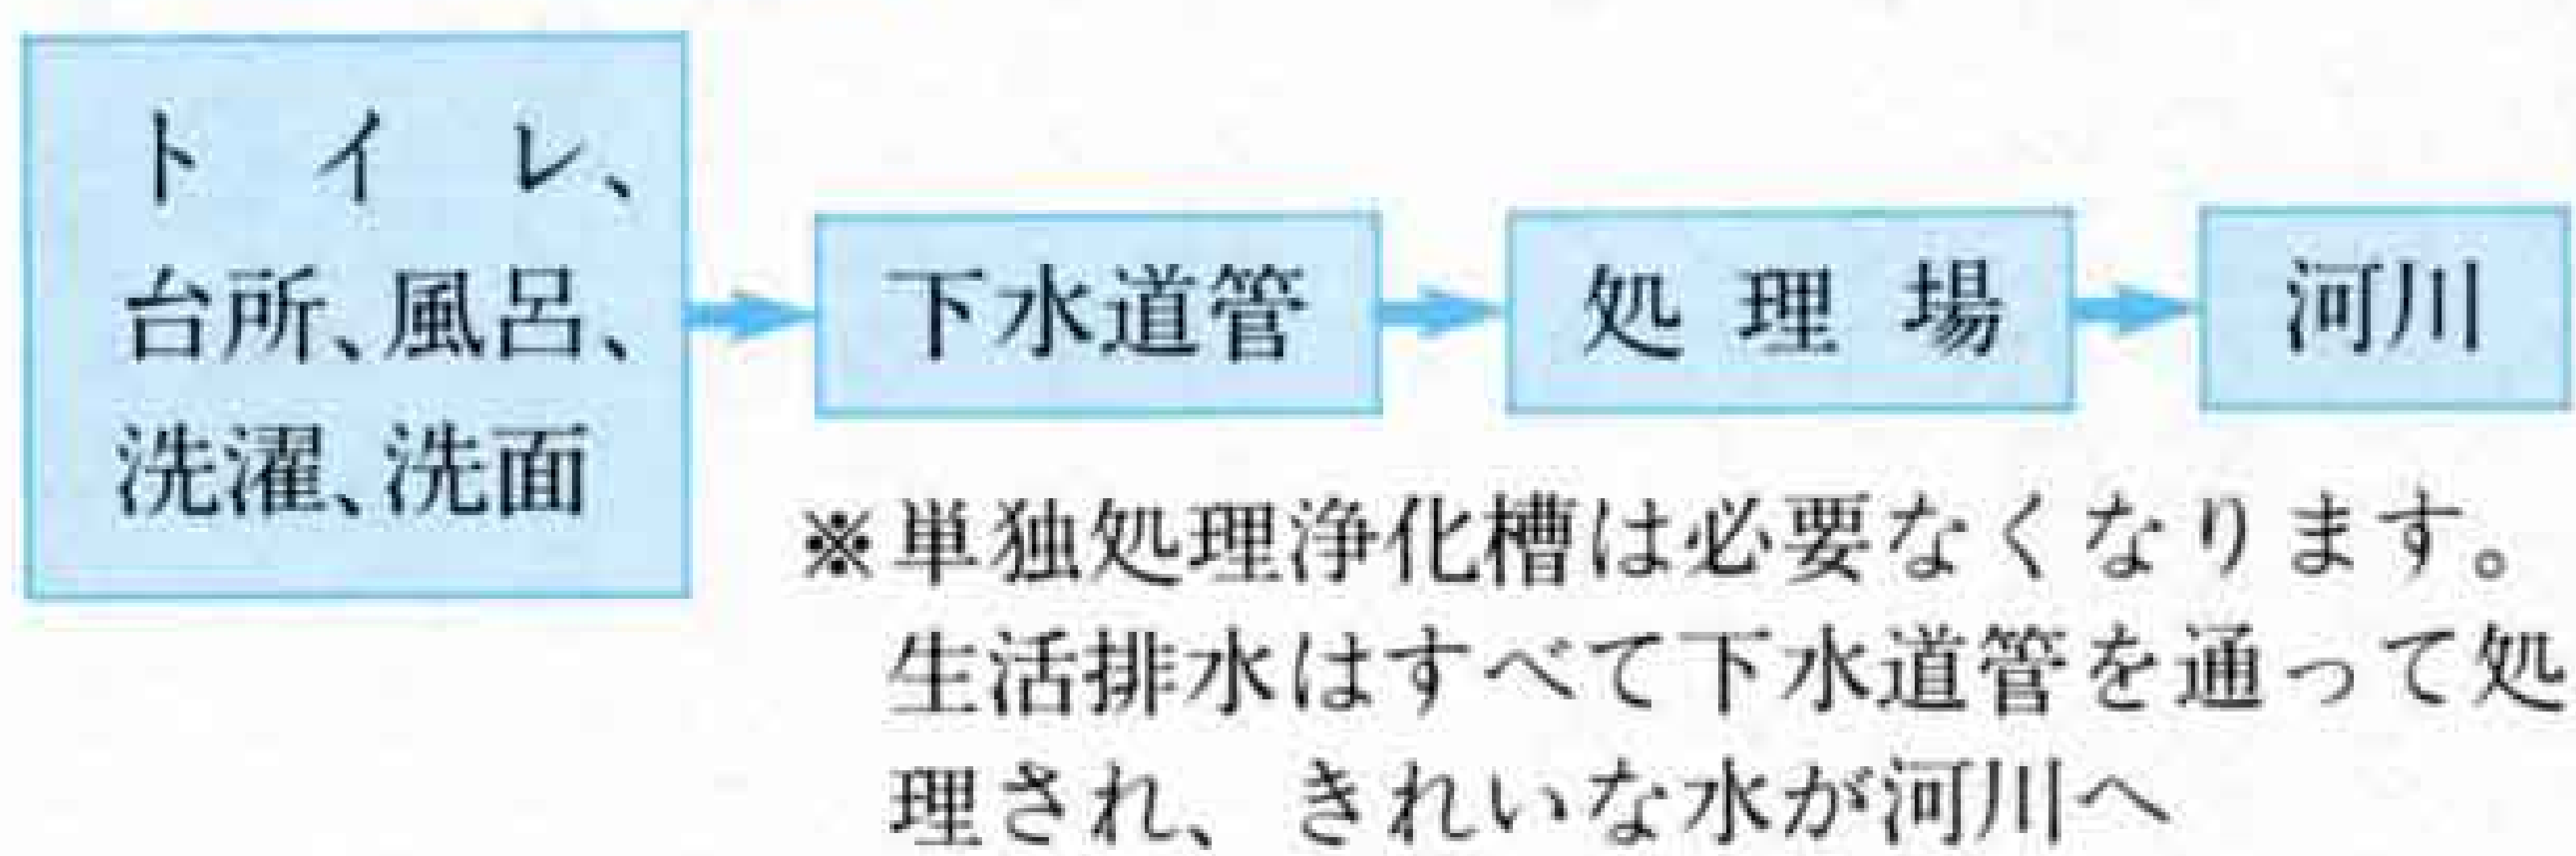 トイレ、
台所、風呂、
洗濯、洗面
下水道管
処理場
河川
※単独処理浄化槽は必要なくなります。
生活排水はすべて下水道管を通って処
理され、きれいな水が河川へ